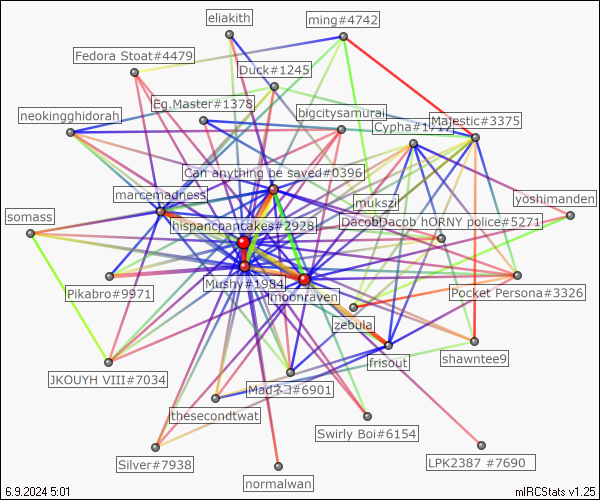 eliakith
ming#4742
Fedora Stoat#4479
Duck#1245
Eg.Master#1378
neokingghidorah
bigcitysamurai
Majestic#3375
Can anything be saved#0396
marcemadness
mukszi
yoshimanden
somass
hispancpancakes#2928
DacobDacob hORNY police#5271
Mushy#1984
Pikabro#9971
moonraven
Pocket Persona#3326
zebula
frisout
shawntee9
JKOUYH VIII#7034
Madネコ#6901
thesecondtwat
Swirly Boi#6154
Silver#7938
LPK2387 #7690
normalwan
6.9.2024 5:01
mIRCStats v1.25